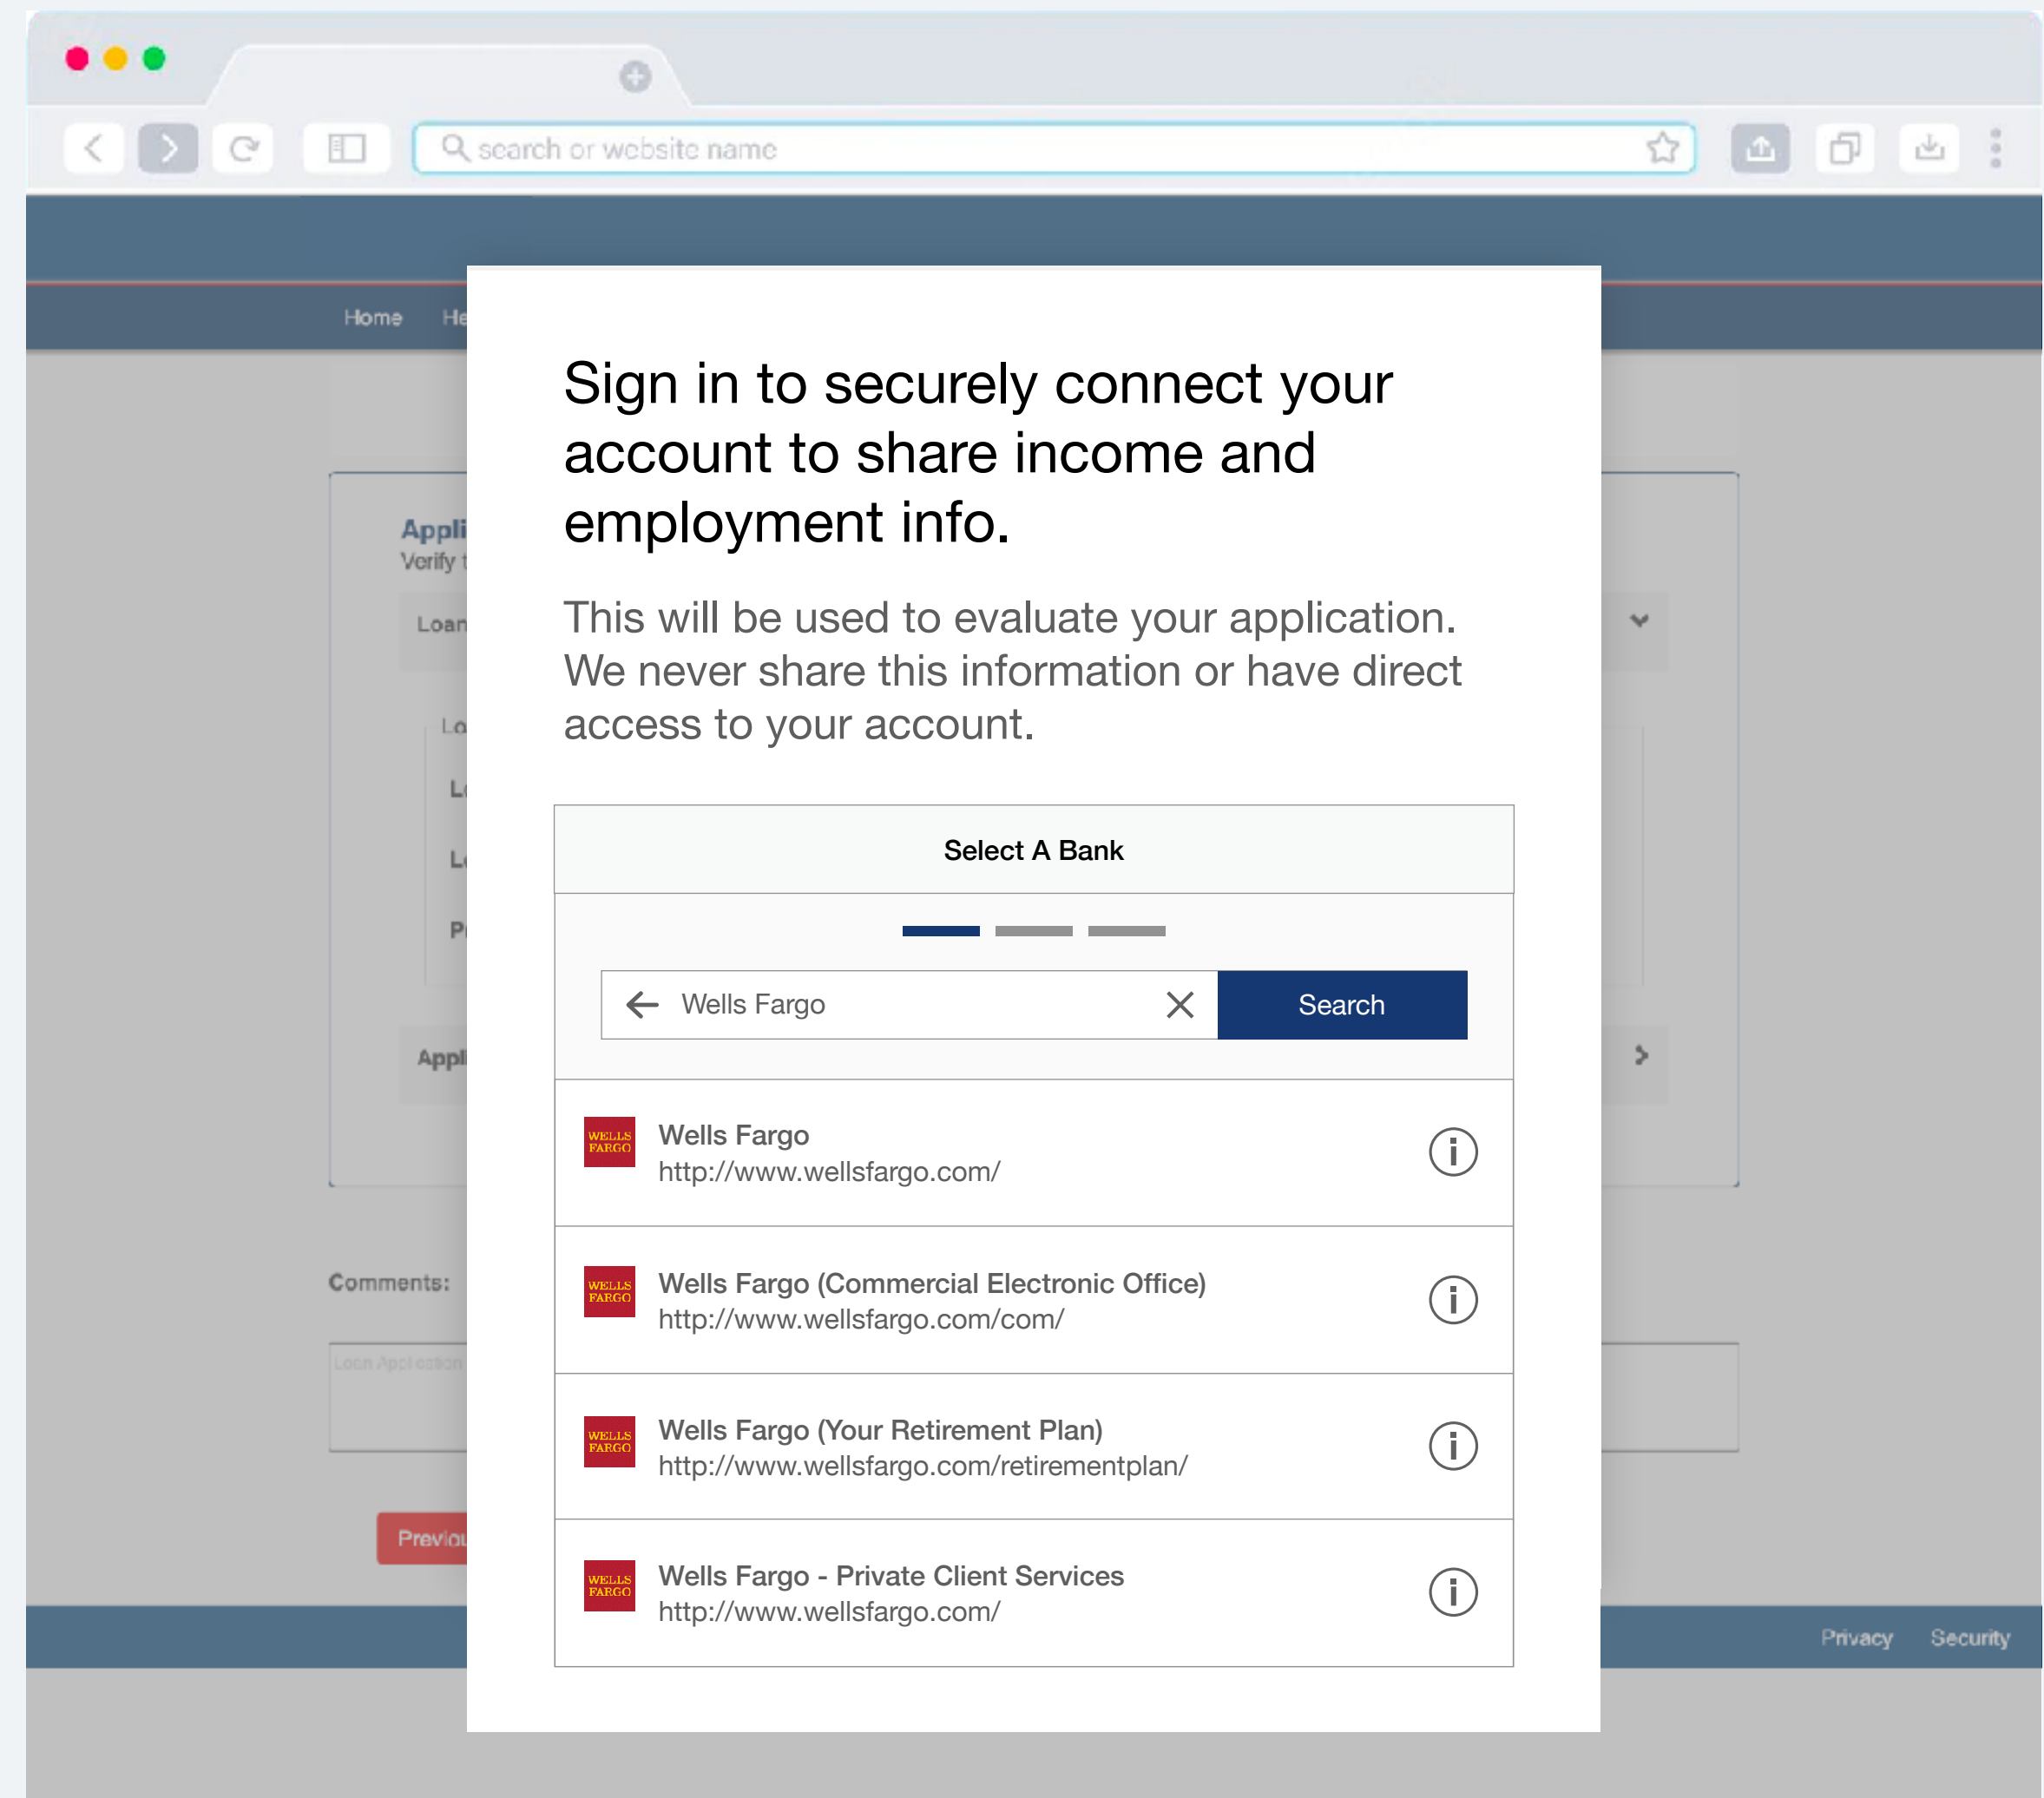 search or website name
Home
Sign in to securely connect your
account to share income and
employment info.
Verify
This will be used to evaluate your application.
We never share this information or have direct
access to your account.
Loan
Select A Bank
Wells Fargo
Search
WELLS
FARGO
Wells Fargo
http://www.wellsfargo.com/
WELLS
FARGO
Wells Fargo (Commercial Electronic Office)
http://www.wellsfargo.com/com/
WELLS
FARGO
Wells Fargo (Your Retirement Plan)
http://www.wellsfargo.com/retirementplan/
WELLS
FARGO
Wells Fargo - Private Client Services
http://www.wellsfargo.com/
Comments:
Loan Application
Privacy Security